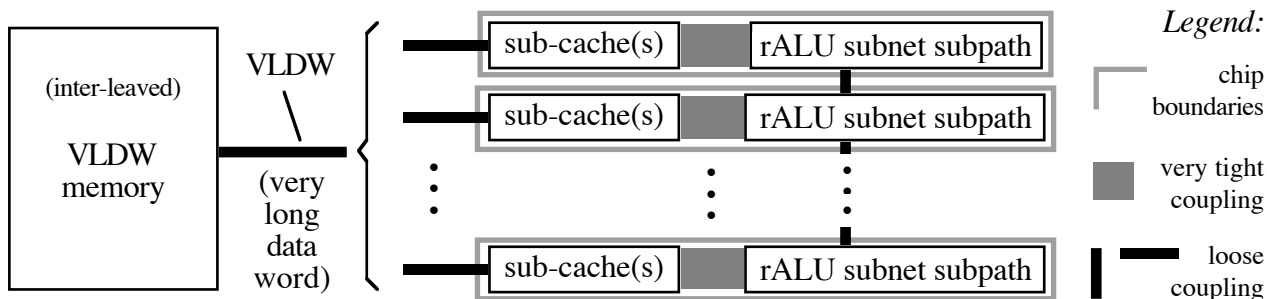 (inter-leaved)
VLDW
memory
VLDW
(very
long
data
word)
sub-cache(s)
rALU subnet subpath
sub-cache(s)
rALU subnet subpath
sub-cache(s)
rALU subnet subpath
Legend:
chip
boundaries
very tight
coupling
loose
coupling